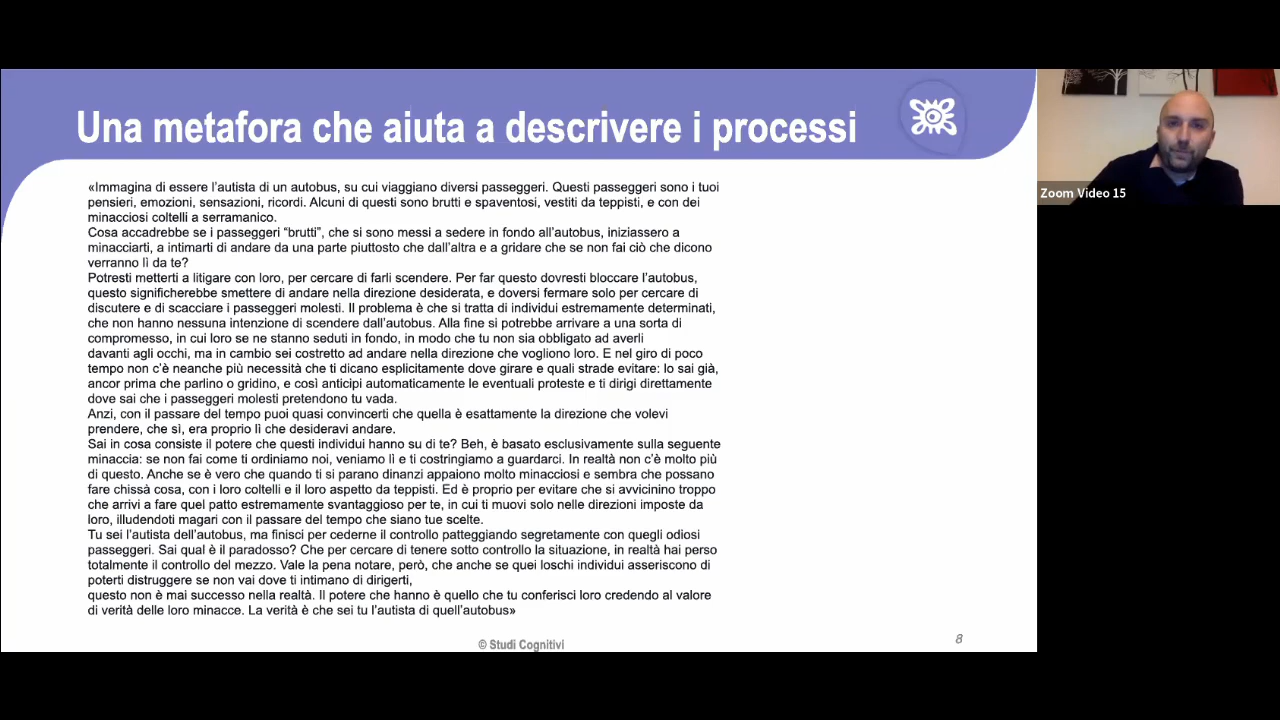 Una metafora che aiuta a descrivere i processi
«Immagina di essere l’autista di un autobus, su cui viaggiano diversi passeggeri. Questi passeggeri sono i tuoi
pensieri, emozioni, sensazioni, ricordi. Alcuni di questi sono brutti e spaventosi, vestiti da teppisti, e con dei
minacciosi coltelli a serramanico.
Cosa accadrebbe se i passeggeri “brutti”, che si sono messi a sedere in fondo all’autobus, iniziassero a
minacciarti, a intimarti di andare da una parte piuttosto che dall’altra e a gridare che se non fai ciò che dicono
verranno lì da te?
Potresti metterti a litigare con loro, per cercare di farli scendere. Per far questo dovresti bloccare l’autobus,
questo significherebbe smettere di andare nella direzione desiderata, e doversi fermare solo per cercare di
discutere e di scacciare i passeggeri molesti. Il problema è che si tratta di individui estremamente determinati,
che non hanno nessuna intenzione di scendere dall’autobus. Alla fine si potrebbe arrivare a una sorta di
compromesso, in cui loro se ne stanno seduti in fondo, in modo che tu non sia obbligato ad averli
davanti agli occhi, ma in cambio sei costretto ad andare nella direzione che vogliono loro. E nel giro di poco
tempo non c’è neanche più necessità che ti dicano esplicitamente dove girare e quali strade evitare: lo sai già,
ancor prima che parlino o gridino, e così anticipi automaticamente le eventuali proteste e ti dirigi direttamente
dove sai che i passeggeri molesti pretendono tu vada.
Anzi, con il passare del tempo puoi quasi convincerti che quella è esattamente la direzione che volevi
prendere, che sì, era proprio lì che desideravi andare.
Sai in cosa consiste il potere che questi individui hanno su di te? Beh, è basato esclusivamente sulla seguente
minaccia: se non fai come ti ordiniamo noi, veniamo lì e ti costringiamo a guardarci. In realtà non c’è molto più
di questo. Anche se è vero che quando ti si parano dinanzi appaiono molto minacciosi e sembra che possano
fare chissà cosa, con i loro coltelli e il loro aspetto da teppisti. Ed è proprio per evitare che si avvicinino troppo
che arrivi a fare quel patto estremamente svantaggioso per te, in cui ti muovi solo nelle direzioni imposte da
loro, illudendoti magari con il passare del tempo che siano tue scelte.
Tu sei l’autista dell’autobus, ma finisci per cederne il controllo patteggiando segretamente con quegli odiosi
passeggeri. Sai qual è il paradosso? Che per cercare di tenere sotto controllo la situazione, in realtà hai perso
totalmente il controllo del mezzo. Vale la pena notare, però, che anche se quei loschi individui asseriscono di
poterti distruggere se non vai dove ti intimano di dirigerti,
questo non è mai successo nella realtà. Il potere che hanno è quello che tu conferisci loro credendo al valore
di verità delle loro minacce. La verità è che sei tu l’autista di quell’autobus»
© Studi Cognitivi
8
Zoom Video 15